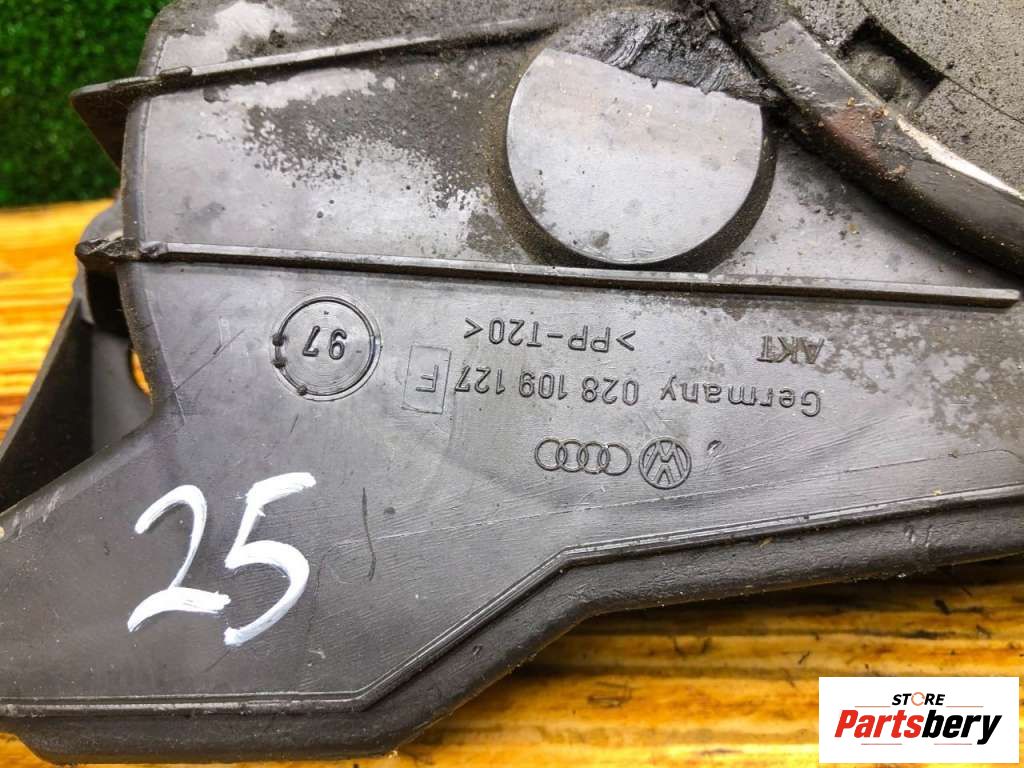 Germany 028 109 127 F
AKT
>PP-T20<
97
25
STORE
Partsbery